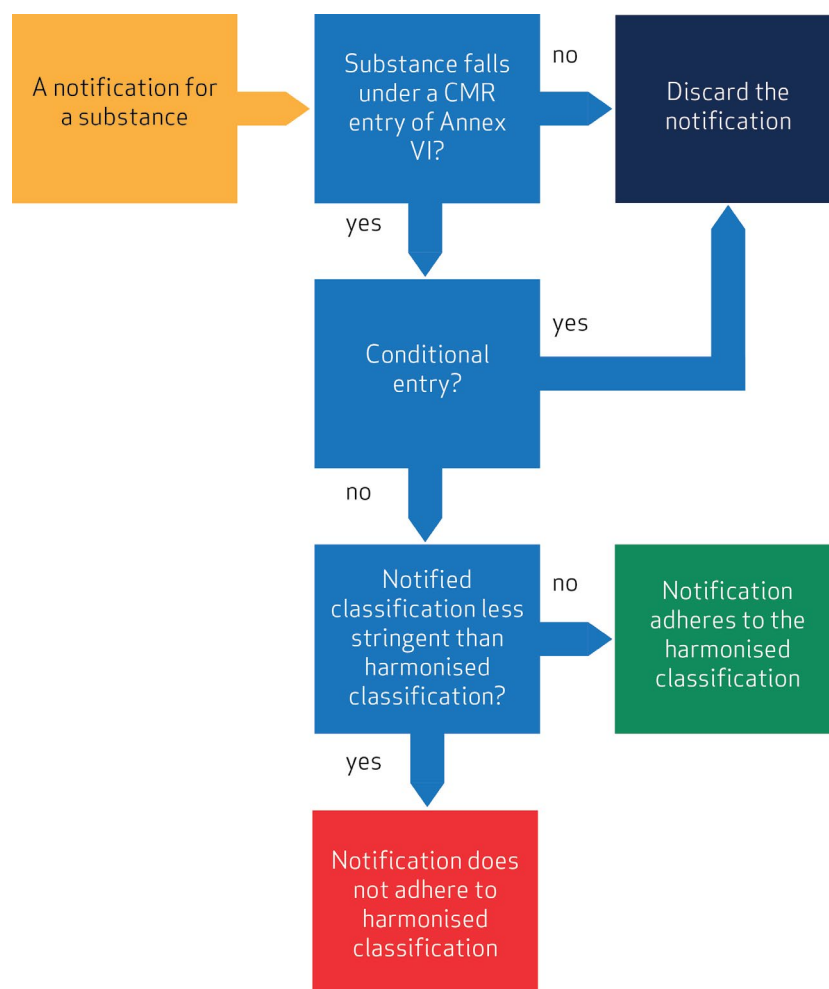 A notification for
a substance
Substance falls
under a CMR
entry of Annex
VI?
no
Discard the
notification
yes
Conditional
entry?
yes
no
Notified
classification less
stringent than
harmonised
classification?
no
Notification
adheres to the
harmonised
classification
yes
Notification does
not adhere to
harmonised
classification